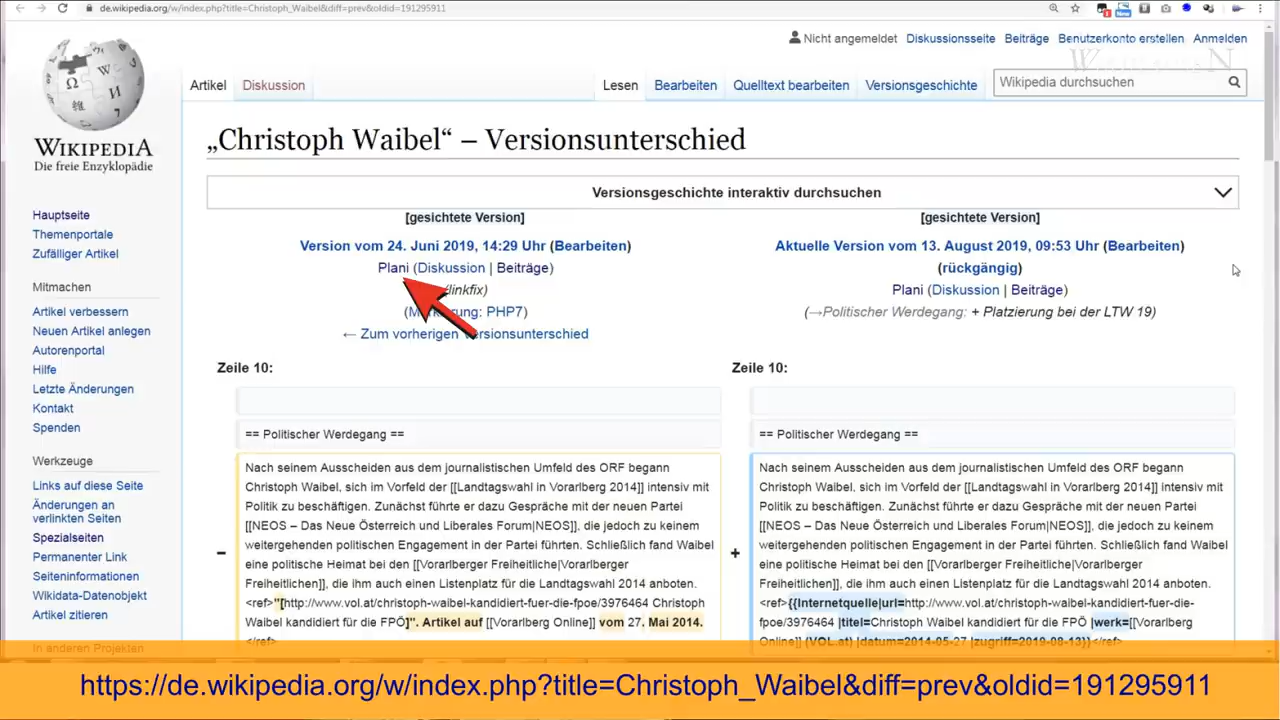 de.wikipedia.org/w/index.php?title=Christoph_Waibel&diff=prev&oldid=191295911
Nicht angemeldet Diskussionsseite Beiträge Benutzerkonto erstellen Anmelden
Artikel Diskussion Lesen Bearbeiten Quelltext bearbeiten Versionsgeschichte Wikipedia durchsuchen
WIKIPEDIA
Die freie Enzyklopädie
Hauptseite
Themenportale
Zufälliger Artikel
Mitmachen
Artikel verbessern
Neuen Artikel anlegen
Autorenportal
Hilfe
Letzte Änderungen
Kontakt
Spenden
Werkzeuge
Links auf diese Seite
Änderungen an
verlinkten Seiten
Spezialseiten
Permanenter Link
Seiteninformationen
Wikidata-Datenobjekt
Artikel zitieren
In anderen Projekten
„Christoph Waibel“ – Versionsunterschied
Versionsgeschichte interaktiv durchsuchen
[gesichtete Version]
Version vom 24. Juni 2019, 14:29 Uhr (Bearbeiten)
Plani (Diskussion | Beiträge)
linkfix)
PHP7)
← Zum vorherigen Versionsunterschied
[gesichtete Version]
Aktuelle Version vom 13. August 2019, 09:53 Uhr (Bearbeiten)
(rückgängig)
Plani (Diskussion | Beiträge)
(→Politischer Werdegang: + Platzierung bei der LTW 19)
Zeile 10:
== Politischer Werdegang ==
− Nach seinem Ausscheiden aus dem journalistischen Umfeld des ORF begann
Christoph Waibel, sich im Vorfeld der [[Landtagswahl in Vorarlberg 2014]] intensiv mit
Politik zu beschäftigen. Zunächst führte er dazu Gespräche mit der neuen Partei
[[NEOS – Das Neue Österreich und Liberales Forum|NEOS]], die jedoch zu keinem
weitergehenden politischen Engagement in der Partei führten. Schließlich fand Waibel
eine politische Heimat bei den [[Vorarlberger Freiheitliche|Vorarlberger
Freiheitlichen]], die ihm auch einen Listenplatz für die Landtagswahl 2014 anboten.
<ref>"[http://www.vol.at/christoph-waibel-kandidiert-fuer-die-fpoe/3976464 Christoph
Waibel kandidiert für die FPÖ]". Artikel auf [[Vorarlberg Online]] vom 27. Mai 2014.
</ref>
Zeile 10:
== Politischer Werdegang ==
+ Nach seinem Ausscheiden aus dem journalistischen Umfeld des ORF begann
Christoph Waibel, sich im Vorfeld der [[Landtagswahl in Vorarlberg 2014]] intensiv mit
Politik zu beschäftigen. Zunächst führte er dazu Gespräche mit der neuen Partei
[[NEOS – Das Neue Österreich und Liberales Forum|NEOS]], die jedoch zu keinem
weitergehenden politischen Engagement in der Partei führten. Schließlich fand Waibel
eine politische Heimat bei den [[Vorarlberger Freiheitliche|Vorarlberger
Freiheitlichen]], die ihm auch einen Listenplatz für die Landtagswahl 2014 anboten.
<ref>{{Internetquelle|url=http://www.vol.at/christoph-waibel-kandidiert-fuer-die-
fpoe/3976464 |titel=Christoph Waibel kandidiert für die FPÖ |werk=[[Vorarlberg
Online]] (VOL.at) |datum=2014-05-27 |zugriff=2019-08-13}}</ref>
https://de.wikipedia.org/w/index.php?title=Christoph_Waibel&diff=prev&oldid=191295911